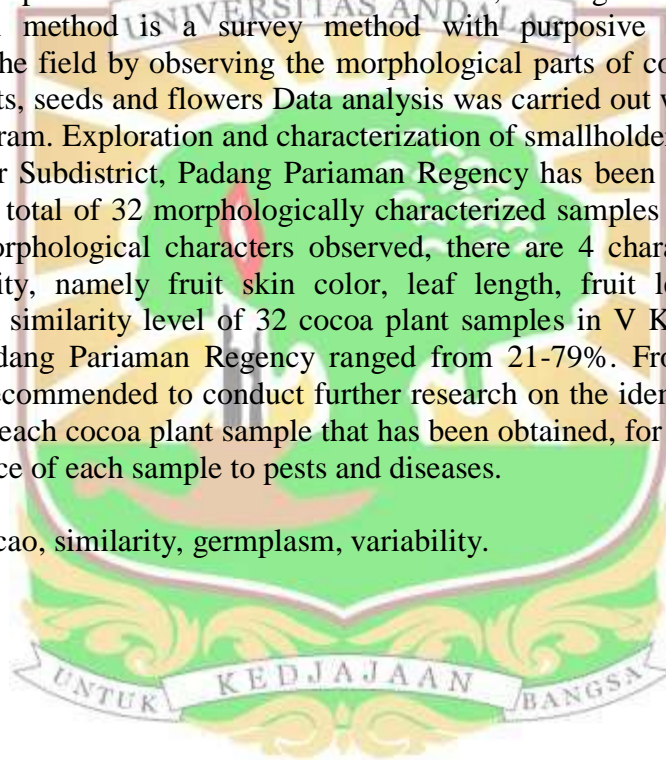 UNIVERSITAS ANDALAS
method is a survey method with purposive
he field by observing the morphological parts of co
ts, seeds and flowers Data analysis was carried out
ram. Exploration and characterization of smallholde
r Subdistrict, Padang Pariaman Regency has been
total of 32 morphologically characterized samples
orphological characters observed, there are 4 chara
ity, namely fruit skin color, leaf length, fruit le
similarity level of 32 cocoa plant samples in V K
dang Pariaman Regency ranged from 21-79%. Fro
ecommended to conduct further research on the iden
each cocoa plant sample that has been obtained, for
ce of each sample to pests and diseases.
cao, similarity, germplasm, variability.
UNTUK KEDJAJAAN BANGSA